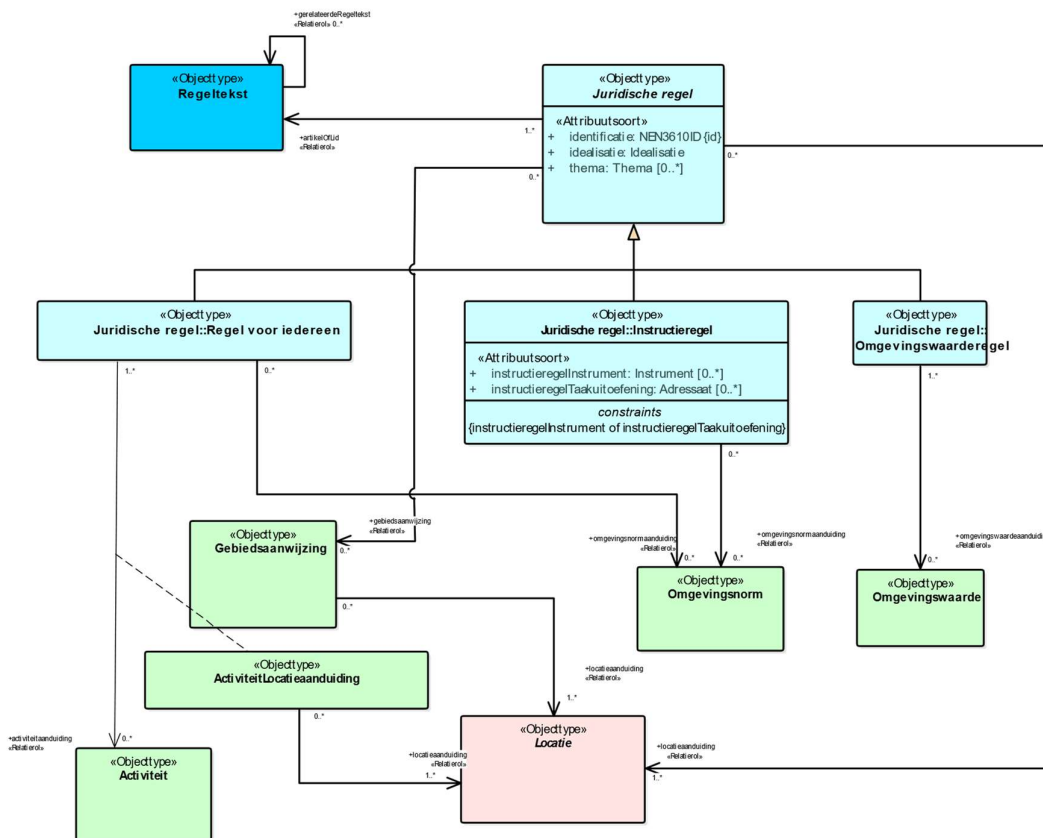 +gerelateerdeRegeltekst
«Relatierol» 0..*
«Objecttype»
Regeltekst
+artikelOfLid
«Relatierol»
1..*
«Objecttype»
Juridische regel
«Attribuutsoort»
+ identificatie: NEN3610ID {id}
+ idealisatie: Idealisatie
+ thema: Thema [0..*]
0..*
0..*
«Objecttype»
Juridische regel::Regel voor iedereen
1..*
0..*
«Objecttype»
Juridische regel::Instructieregel
«Attribuutsoort»
+ instructieregelInstrument: Instrument [0..*]
+ instructieregelTaakuitoefening: Adressaat [0..*]
constraints
{instructieregelInstrument of instructieregelTaakuitoefening}
0..*
«Objecttype»
Juridische regel::
Omgevingswaarderegel
1..*
+gebiedsaanwijzing
«Relatierol»
0..*
«Objecttype»
Gebiedsaanwijzing
0..*
+omgevingsnormaanduiding
«Relatierol»
0..*
+omgevingsnormaanduiding
«Relatierol»
0..*
«Objecttype»
Omgevingsnorm
+omgevingswaardeaanduiding
«Relatierol»
0..*
«Objecttype»
Omgevingswaarde
«Objecttype»
ActiviteitLocatieaanduiding
0..*
+locatieaanduiding
«Relatierol»
1..*
+activiteitaanduiding
«Relatierol»
0..*
«Objecttype»
Activiteit
+locatieaanduiding
«Relatierol»
1..*
«Objecttype»
Locatie
+locatieaanduiding
«Relatierol»
1..*